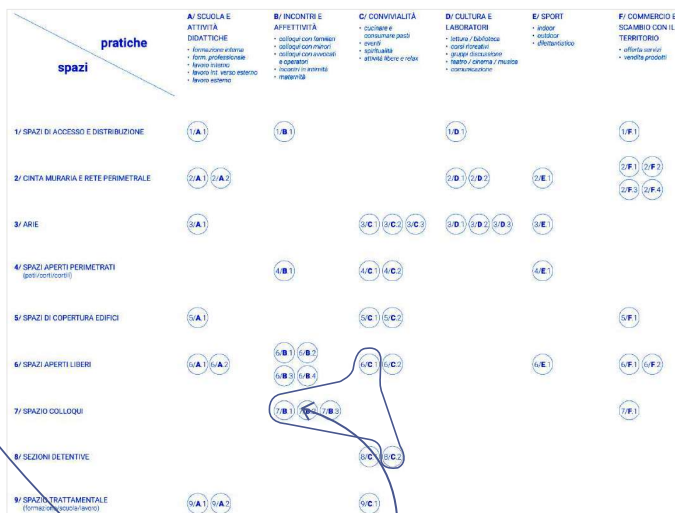 pratiche
spazi
A/ SCUOLA E
ATTIVITÀ
DIDATTICHE
• formazione interna
• form. professionale
• lavoro interno
• lavoro int. verso esterno
• lavoro esterno
B/ INCONTRI E
AFFETTIVITÀ
• colloqui con familiari
• colloqui con minori
• colloqui con avvocati
e operatori
• incontri in intimità
• maternità
C/ CONVIVIALITÀ
• cucinare e
consumare pasti
• eventi
• spiritualità
• attività libere e relax
D/ CULTURA E
LABORATORI
• lettura / biblioteca
• corsi ricreativi
• gruppi discussione
• teatro / cinema / musica
• comunicazione
E/ SPORT
• indoor
• outdoor
• dilettantistico
F/ COMMERCIO E
SCAMBIO CON IL
TERRITORIO
• offerta servizi
• vendita prodotti
1/ SPAZI DI ACCESSO E DISTRIBUZIONE
1/A.1 1/B.1 1/D.1 1/F.1
2/ CINTA MURARIA E RETE PERIMETRALE
2/A.1 2/A.2 2/D.1 2/D.2 2/E.1 2/F.1 2/F.2
2/F.3 2/F.4
3/ ARIE
3/A.1 3/C.1 3/C.2 3/C.3 3/D.1 3/D.2 3/D.3 3/E.1
4/ SPAZI APERTI PERIMETRATI
(patii/corti/cortili)
4/B.1 4/C.1 4/C.2 4/E.1
5/ SPAZI DI COPERTURA EDIFICI
5/A.1 5/C.1 5/C.2 5/F.1
6/ SPAZI APERTI LIBERI
6/A.1 6/A.2 6/B.1 6/B.2 6/C.1 6/C.2 6/E.1 6/F.1 6/F.2
6/B.3 6/B.4
7/ SPAZIO COLLOQUI
7/B.1 7/B.2 7/B.3 7/F.1
8/ SEZIONI DETENTIVE
8/C.1 8/C.2
9/ SPAZIO TRATTAMENTALE
(formazione/scuola/lavoro)
9/A.1 9/A.2 9/C.1